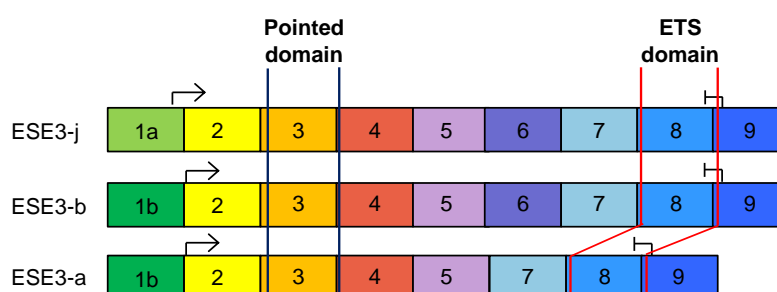 Pointed domain ETS domain
ESE3-j 1a 2 3 4 5 6 7 8 9
ESE3-b 1b 2 3 4 5 6 7 8 9
ESE3-a 1b 2 3 4 5 7 8 9